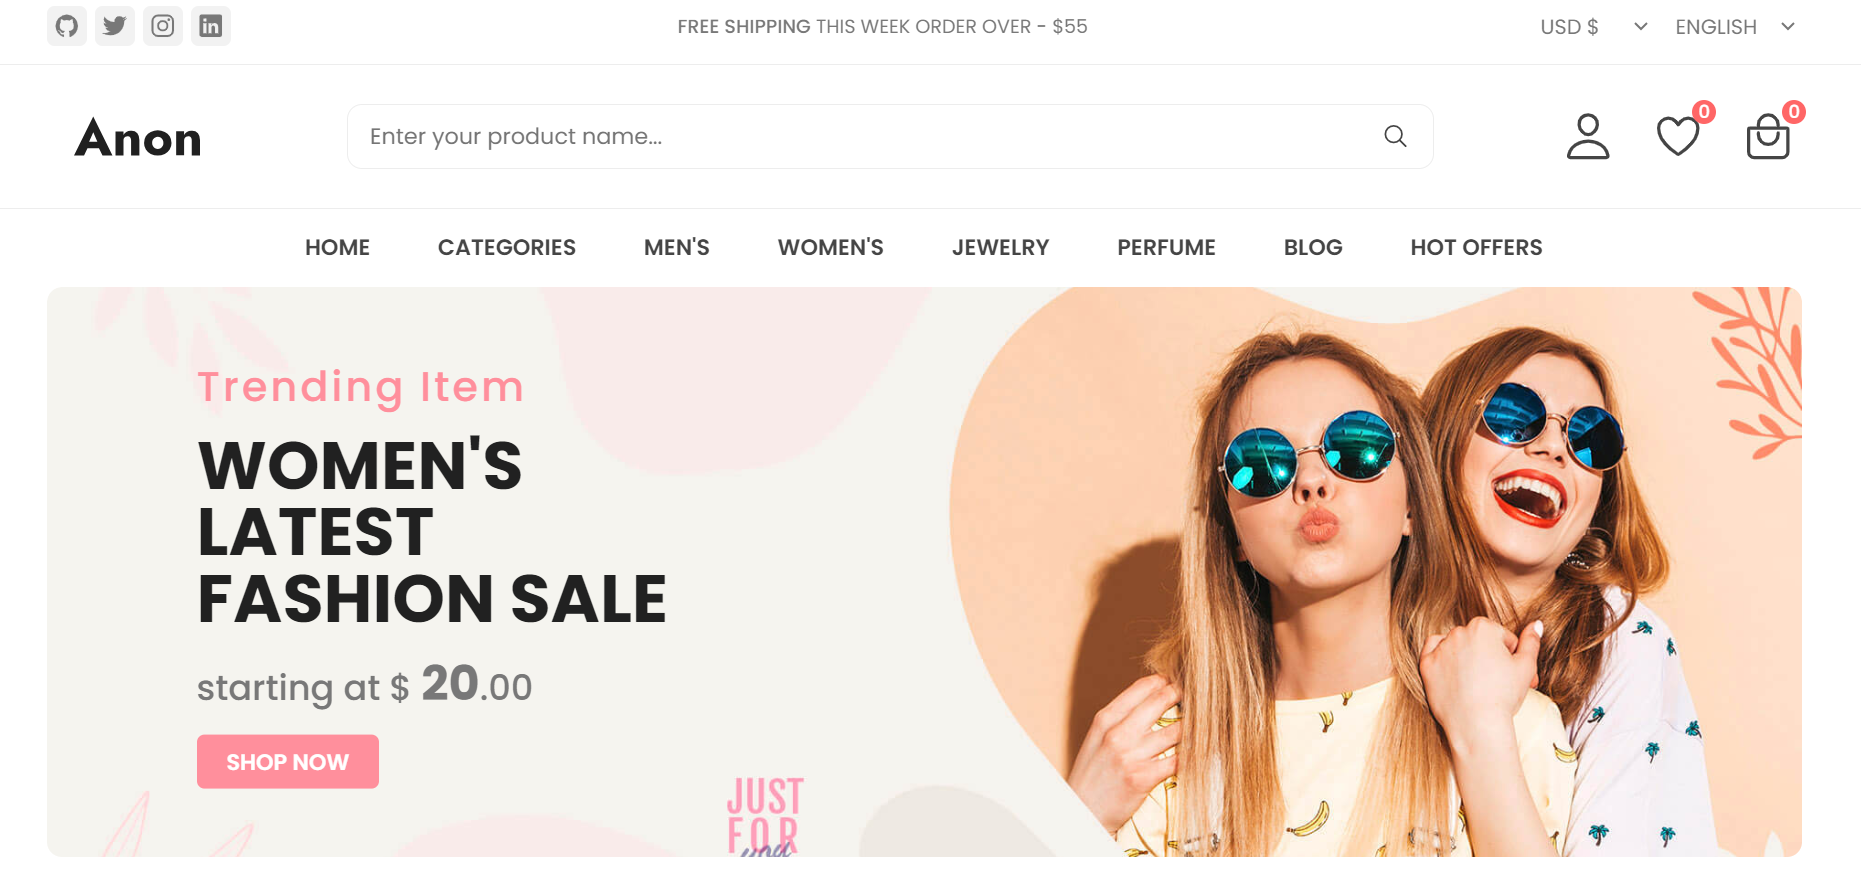 FREE SHIPPING THIS WEEK ORDER OVER - $55
USD $
ENGLISH
Anon
Enter your product name...
0
0
HOME
CATEGORIES
MEN'S
WOMEN'S
JEWELRY
PERFUME
BLOG
HOT OFFERS
Trending Item
WOMEN'S
LATEST
FASHION SALE
starting at $ 20.00
SHOP NOW
JUST
FOR
you